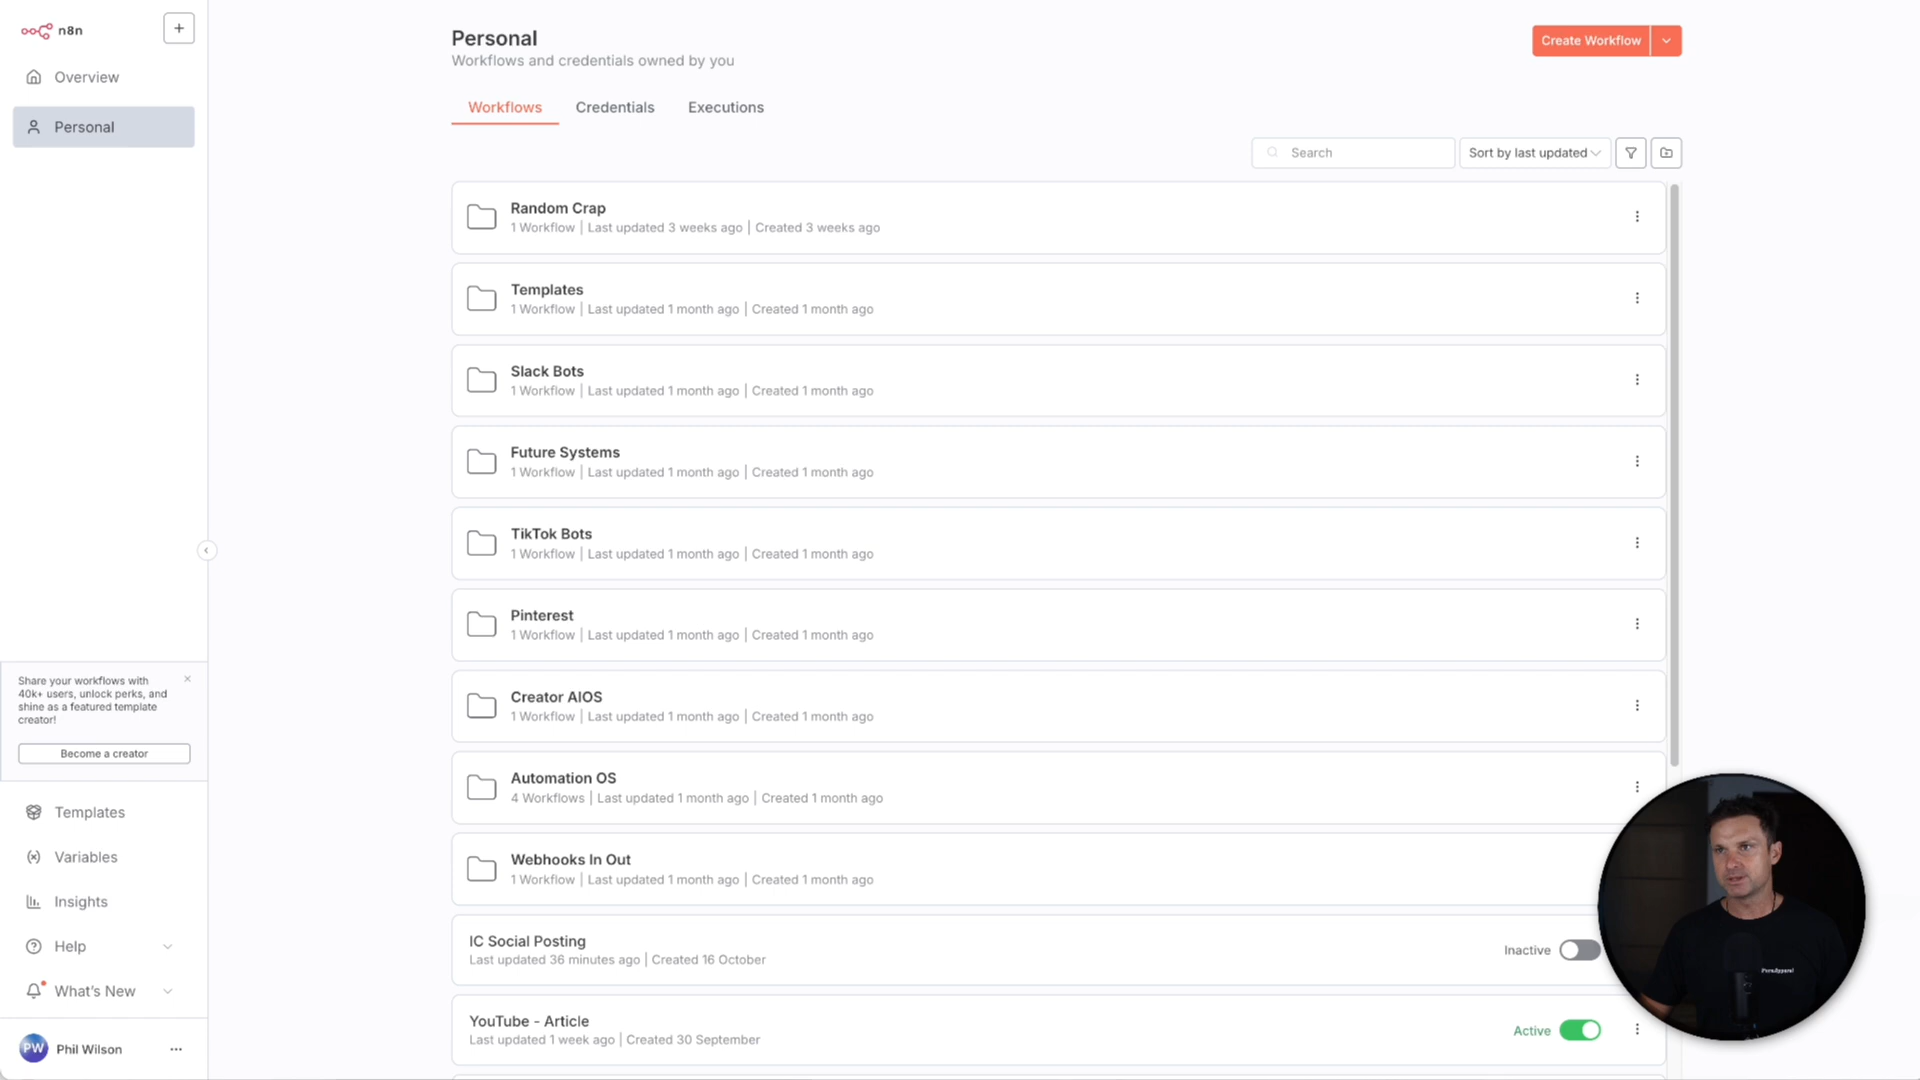 n8n
Overview
Personal
Share your workflows with
40k+ users, unlock perks, and
shine as a featured template
creator!
Become a creator
Templates
Variables
Insights
Help
What's New
PW
Phil Wilson
Personal
Workflows and credentials owned by you
Create Workflow
Workflows
Credentials
Executions
Search
Sort by last updated
Random Crap
1 Workflow | Last updated 3 weeks ago | Created 3 weeks ago
Templates
1 Workflow | Last updated 1 month ago | Created 1 month ago
Slack Bots
1 Workflow | Last updated 1 month ago | Created 1 month ago
Future Systems
1 Workflow | Last updated 1 month ago | Created 1 month ago
TikTok Bots
1 Workflow | Last updated 1 month ago | Created 1 month ago
Pinterest
1 Workflow | Last updated 1 month ago | Created 1 month ago
Creator AIOS
1 Workflow | Last updated 1 month ago | Created 1 month ago
Automation OS
4 Workflows | Last updated 1 month ago | Created 1 month ago
Webhooks In Out
1 Workflow | Last updated 1 month ago | Created 1 month ago
IC Social Posting
Last updated 36 minutes ago | Created 16 October
Inactive
YouTube - Article
Last updated 1 week ago | Created 30 September
Active